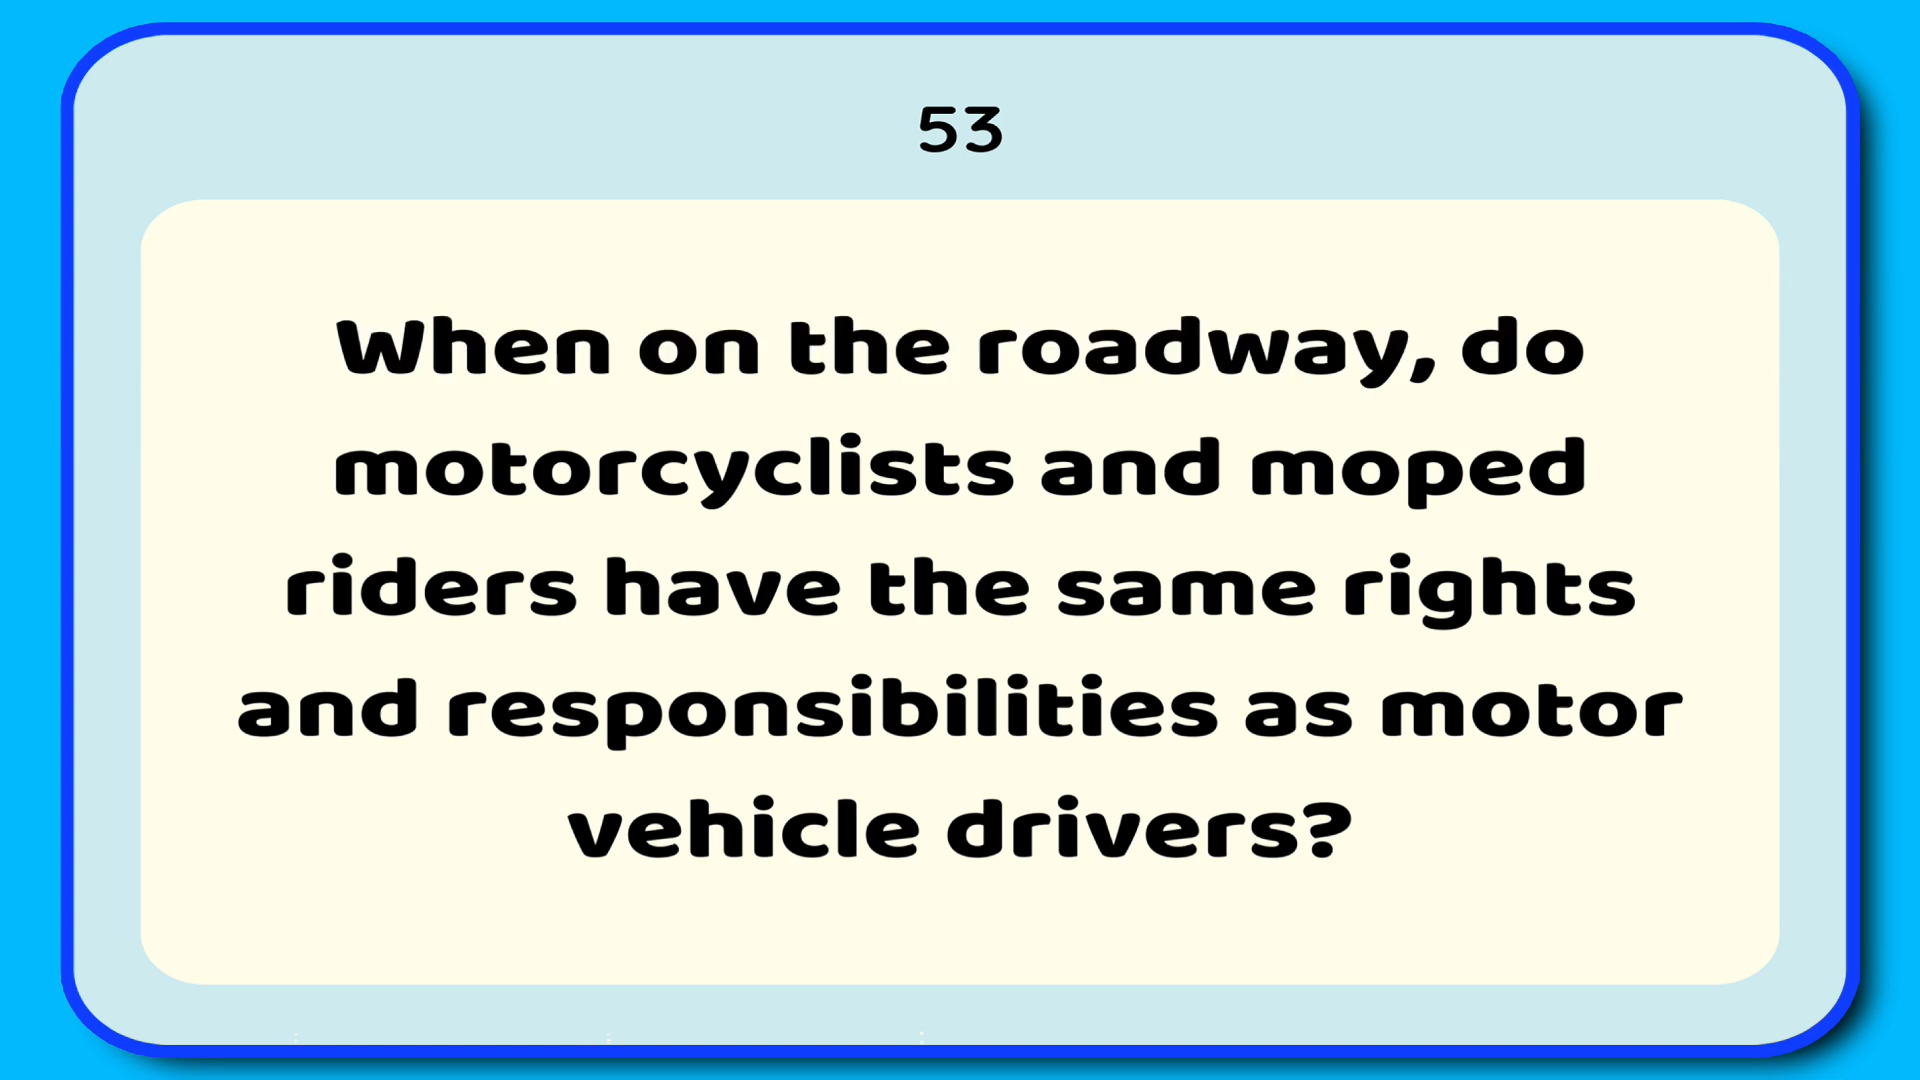 53
When on the roadway, do
motorcyclists and moped
riders have the same rights
and responsibilities as motor
vehicle drivers?